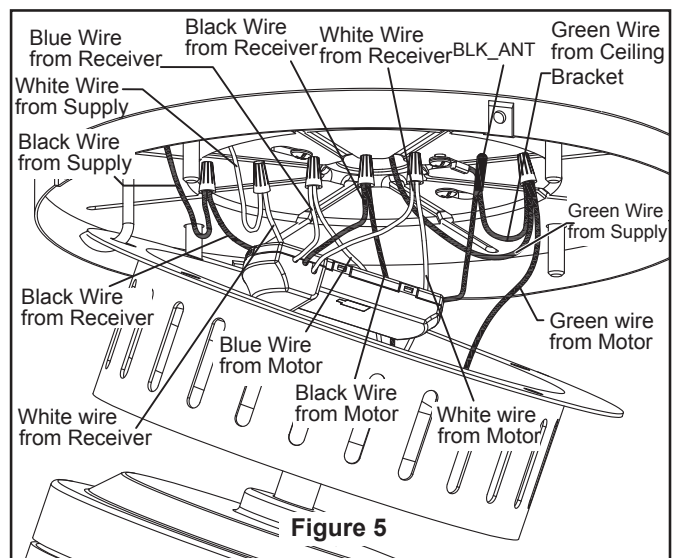 Blue Wire
from Receiver
Black Wire
from Receiver
White Wire
from Receiver
BLK_ANT
Green Wire
from Ceiling
Bracket
White Wire
from Supply
Black Wire
from Supply
Green Wire
from Supply
Black Wire
from Receiver
Blue Wire
from Motor
Black Wire
from Motor
White wire
from Motor
Green wire
from Motor
White wire
from Receiver
Figure 5